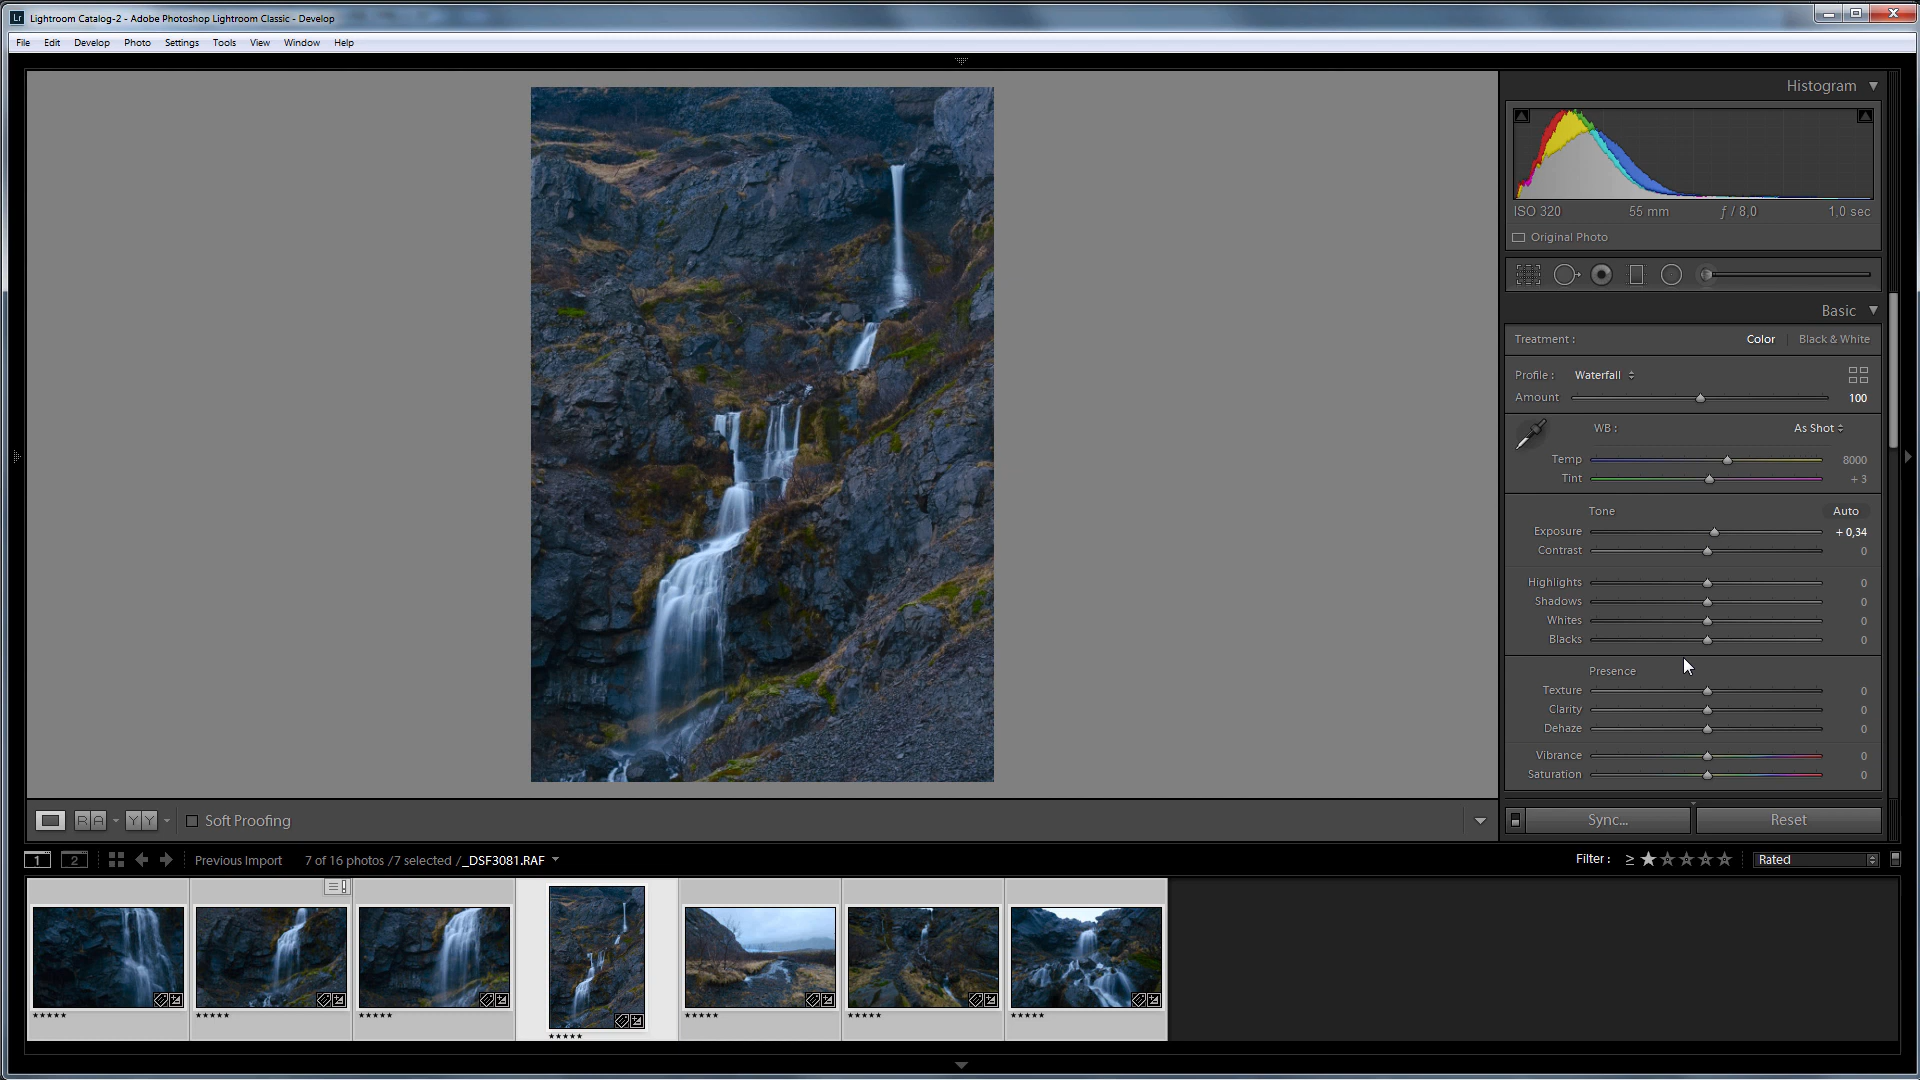 Lr Lightroom Catalog-2 - Adobe Photoshop Lightroom Classic - Develop
File Edit Develop Photo Settings Tools View Window Help
Histogram
ISO 320 55 mm ƒ / 8,0 1,0 sec
Original Photo
Basic
Treatment : Color Black & White
Profile : Waterfall
Amount 100
WB : As Shot
Temp 8000
Tint + 3
Tone Auto
Exposure + 0,34
Contrast 0
Highlights 0
Shadows 0
Whites 0
Blacks 0
Presence
Texture 0
Clarity 0
Dehaze 0
Vibrance 0
Saturation 0
R A Y Y Soft Proofing
Sync... Reset
1 2 Previous Import 7 of 16 photos /7 selected /_DSF3081.RAF Filter : ≥ Rated